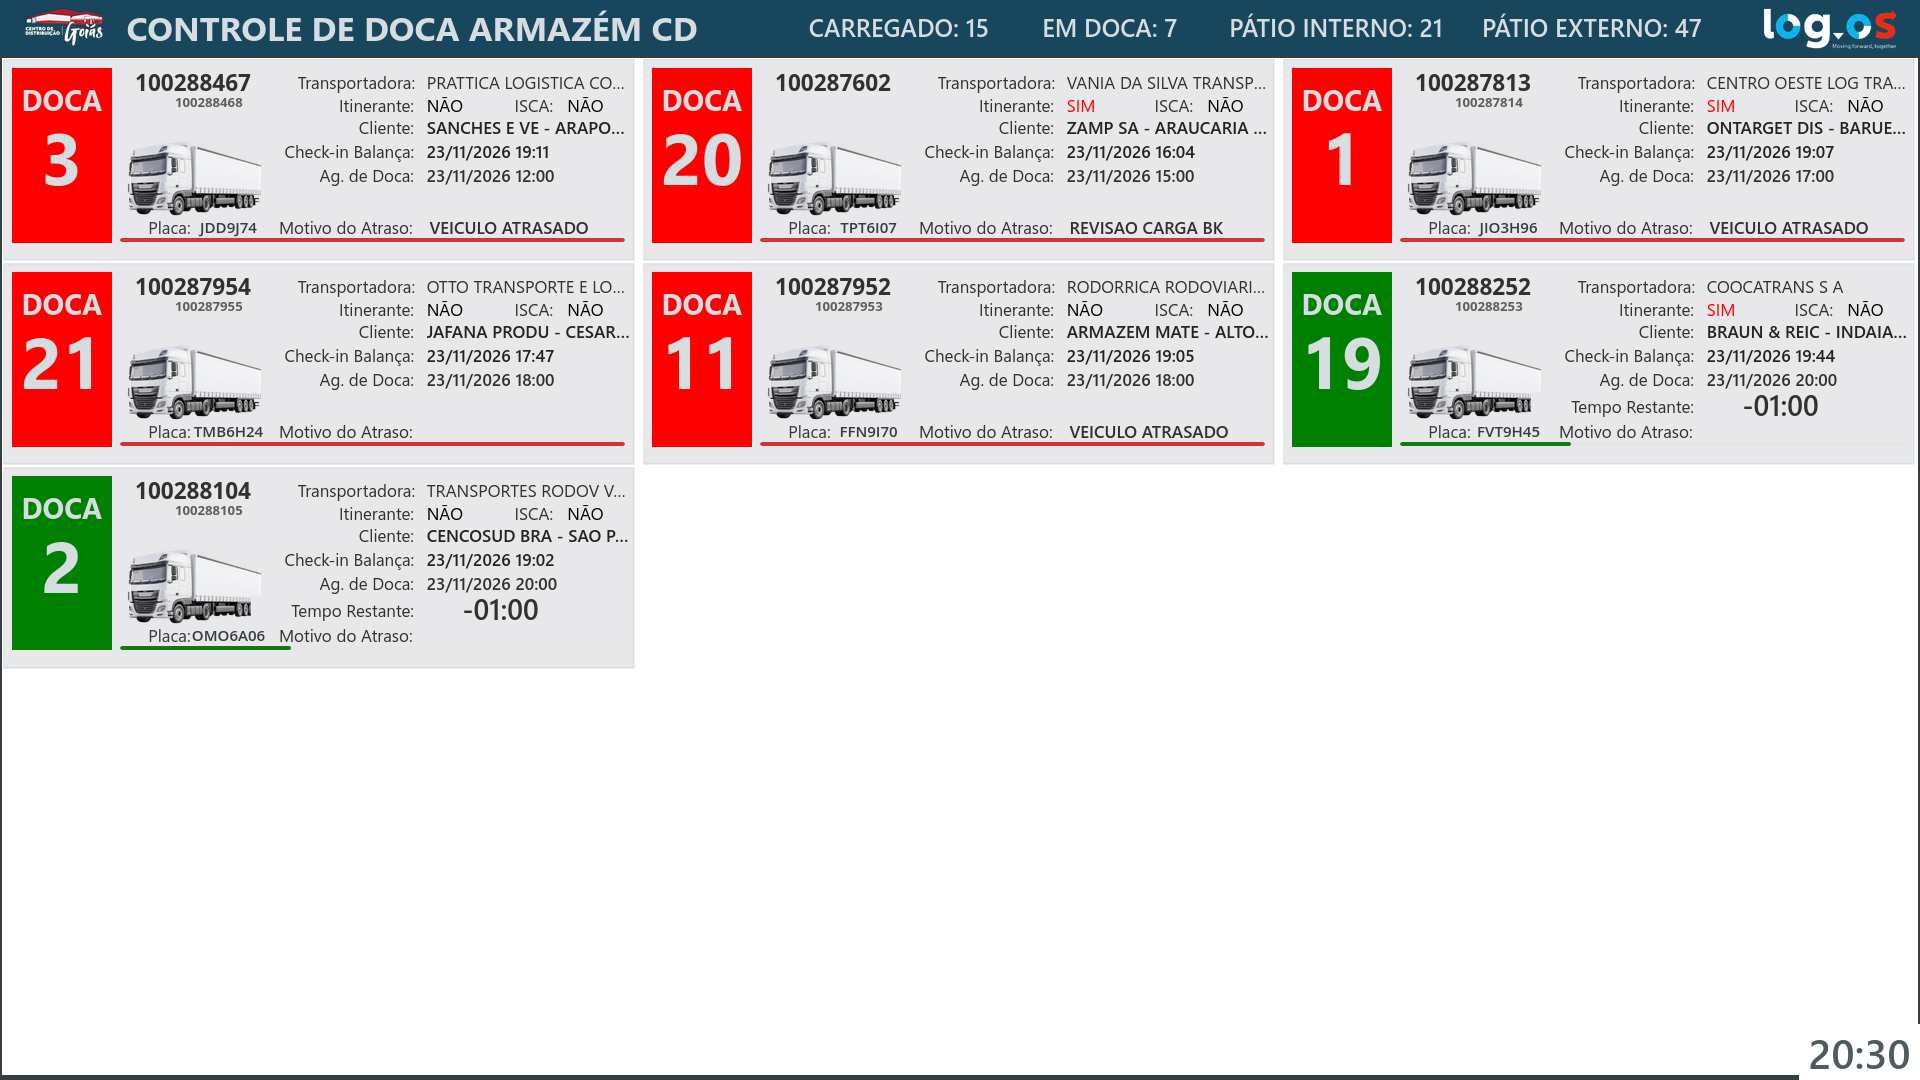 CENTRO DE DISTRIBUIÇÃO Goiás
CONTROLE DE DOCA ARMAZÉM CD
CARREGADO: 15
EM DOCA: 7
PÁTIO INTERNO: 21
PÁTIO EXTERNO: 47
log.os
Moving forward, together
DOCA
3
100288467
100288468
Transportadora: PRATTICA LOGISTICA CO...
Itinerante: NÃO ISCA: NÃO
Cliente: SANCHES E VE - ARAPO...
Check-in Balança: 23/11/2026 19:11
Ag. de Doca: 23/11/2026 12:00
Placa: JDD9J74 Motivo do Atraso: VEICULO ATRASADO
DOCA
20
100287602
Transportadora: VANIA DA SILVA TRANSP...
Itinerante: SIM ISCA: NÃO
Cliente: ZAMP SA - ARAUCARIA ...
Check-in Balança: 23/11/2026 16:04
Ag. de Doca: 23/11/2026 15:00
Placa: TPT6I07 Motivo do Atraso: REVISAO CARGA BK
DOCA
1
100287813
100287814
Transportadora: CENTRO OESTE LOG TRA...
Itinerante: SIM ISCA: NÃO
Cliente: ONTARGET DIS - BARUE...
Check-in Balança: 23/11/2026 19:07
Ag. de Doca: 23/11/2026 17:00
Placa: JIO3H96 Motivo do Atraso: VEICULO ATRASADO
DOCA
21
100287954
100287955
Transportadora: OTTO TRANSPORTE E LO...
Itinerante: NÃO ISCA: NÃO
Cliente: JAFANA PRODU - CESAR...
Check-in Balança: 23/11/2026 17:47
Ag. de Doca: 23/11/2026 18:00
Placa: TMB6H24 Motivo do Atraso:
DOCA
11
100287952
100287953
Transportadora: RODORRICA RODOVIARI...
Itinerante: NÃO ISCA: NÃO
Cliente: ARMAZEM MATE - ALTO...
Check-in Balança: 23/11/2026 19:05
Ag. de Doca: 23/11/2026 18:00
Placa: FFN9I70 Motivo do Atraso: VEICULO ATRASADO
DOCA
19
100288252
100288253
Transportadora: COOCATRANS S A
Itinerante: SIM ISCA: NÃO
Cliente: BRAUN & REIC - INDAIA...
Check-in Balança: 23/11/2026 19:44
Ag. de Doca: 23/11/2026 20:00
Tempo Restante: -01:00
Placa: FVT9H45 Motivo do Atraso:
DOCA
2
100288104
100288105
Transportadora: TRANSPORTES RODOV V...
Itinerante: NÃO ISCA: NÃO
Cliente: CENCOSUD BRA - SAO P...
Check-in Balança: 23/11/2026 19:02
Ag. de Doca: 23/11/2026 20:00
Tempo Restante: -01:00
Placa: OMO6A06 Motivo do Atraso:
20:30